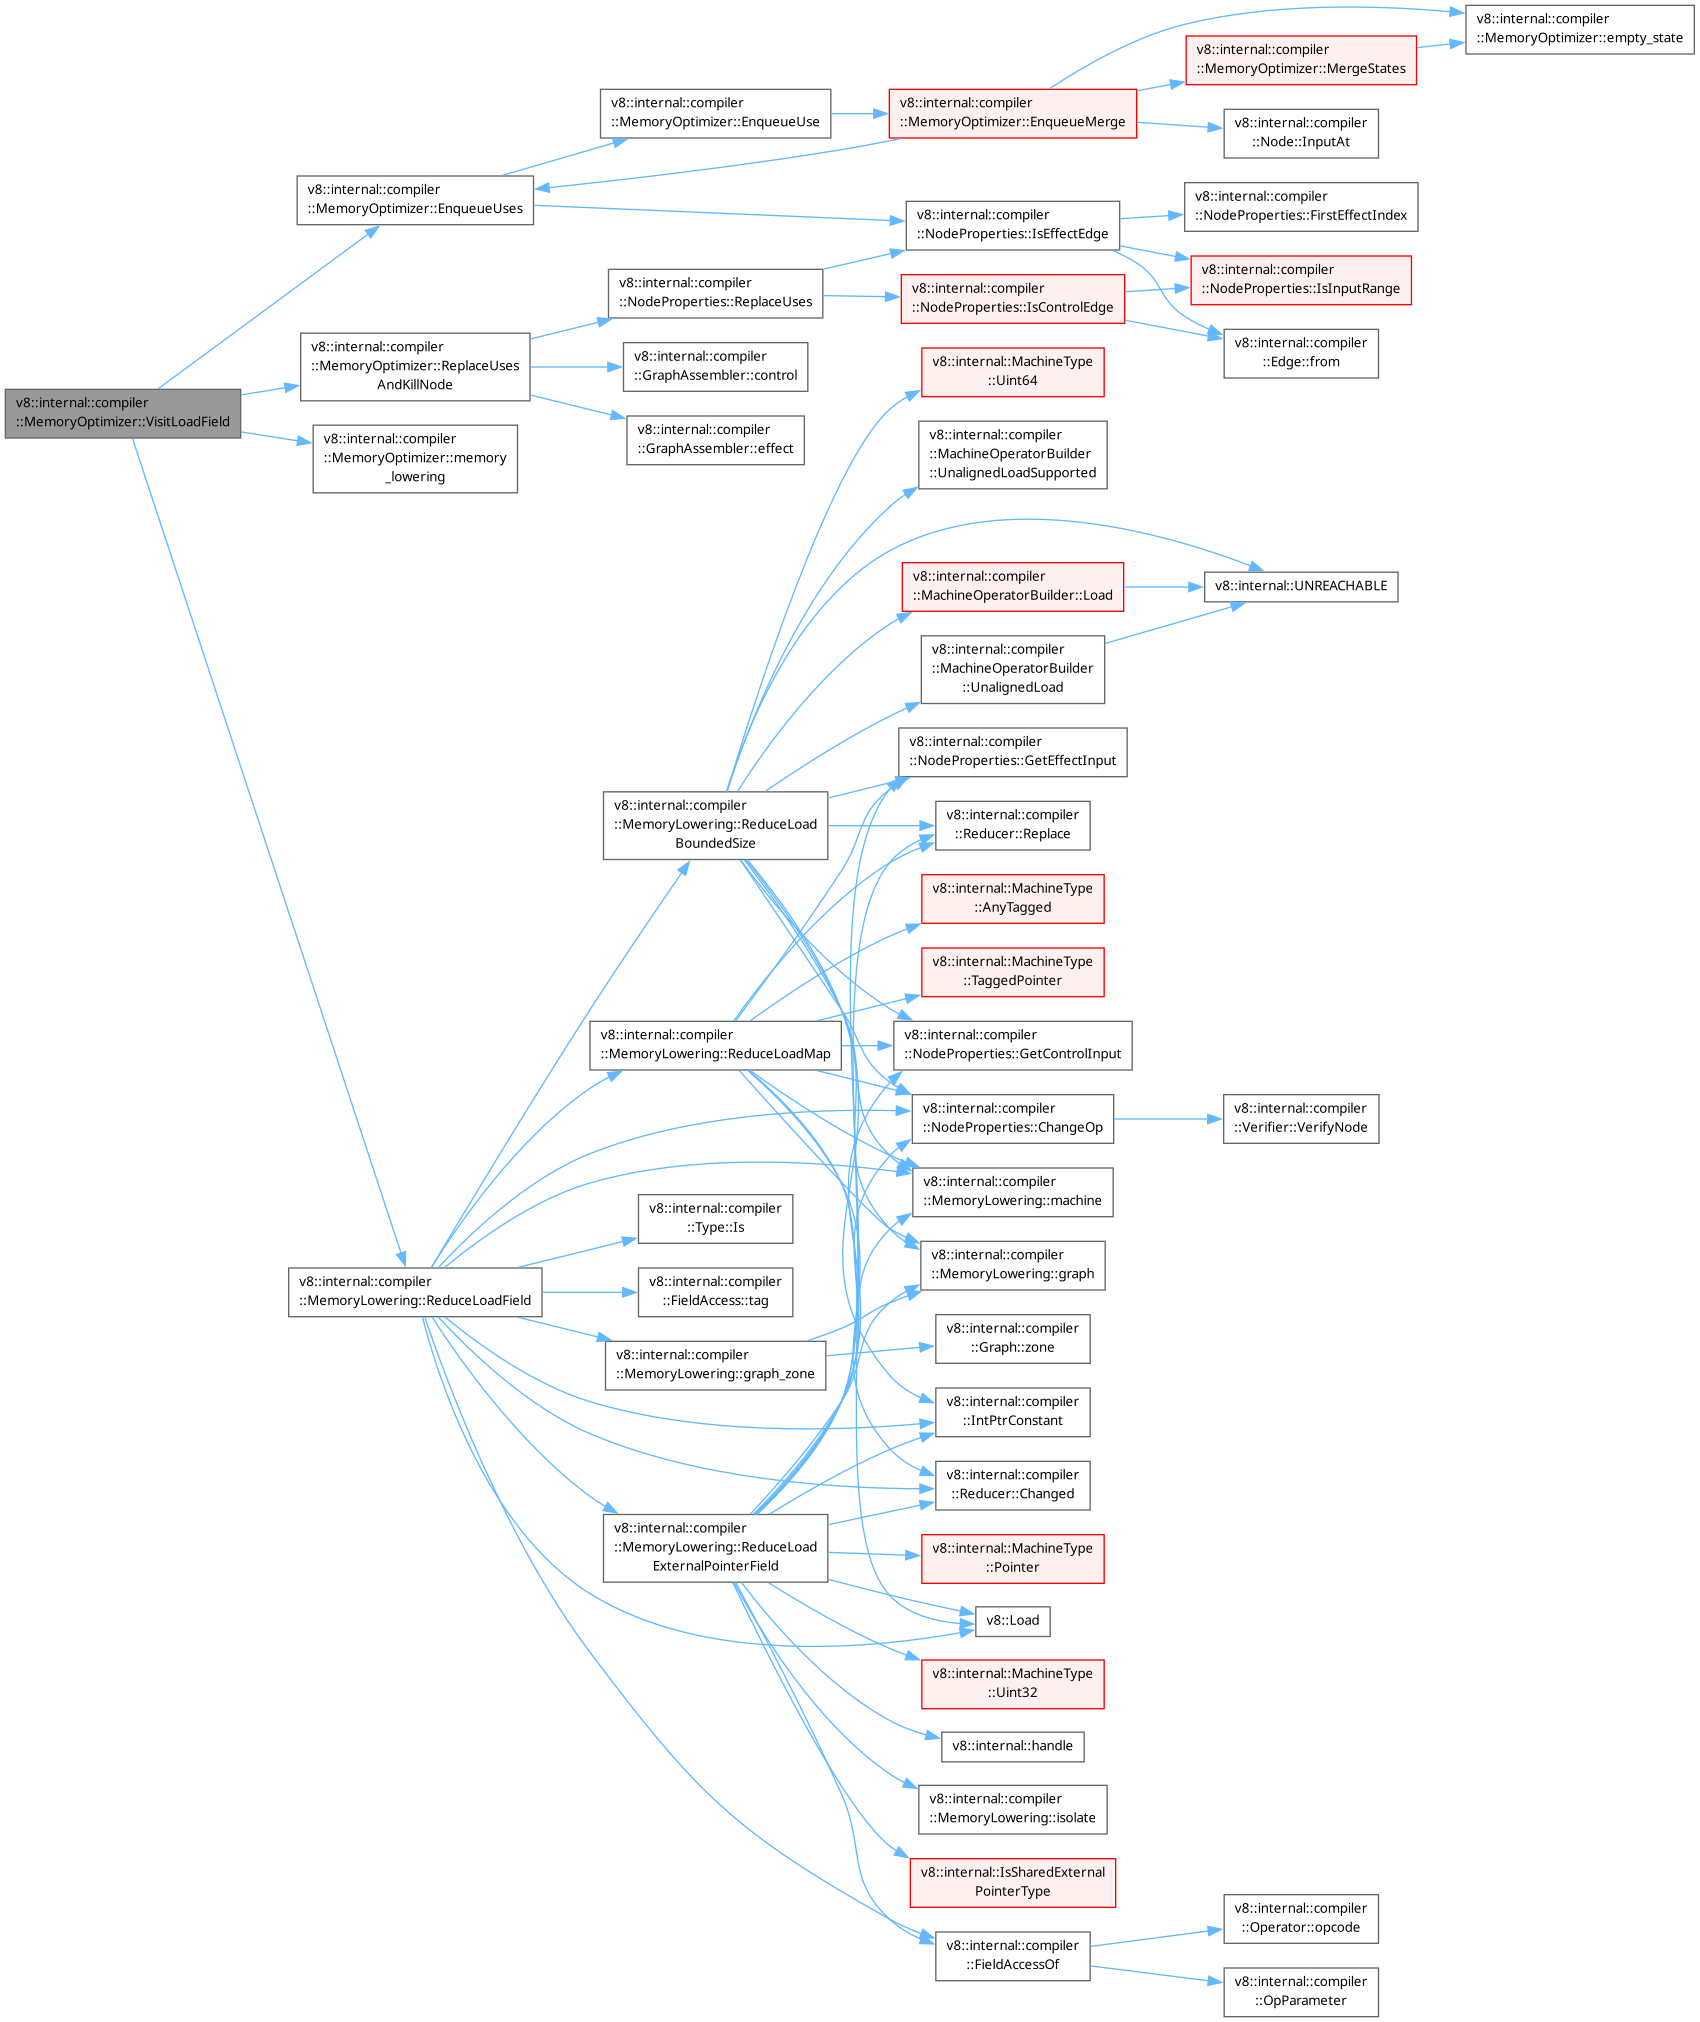 v8::internal::compiler
::MemoryOptimizer::VisitLoadField
v8::internal::compiler
::MemoryOptimizer::EnqueueUses
v8::internal::compiler
::MemoryOptimizer::ReplaceUses
AndKillNode
v8::internal::compiler
::MemoryOptimizer::memory
_lowering
v8::internal::compiler
::MemoryLowering::ReduceLoadField
v8::internal::compiler
::MemoryOptimizer::EnqueueUse
v8::internal::compiler
::NodeProperties::ReplaceUses
v8::internal::compiler
::GraphAssembler::control
v8::internal::compiler
::GraphAssembler::effect
v8::internal::compiler
::MemoryLowering::ReduceLoad
BoundedSize
v8::internal::compiler
::MemoryLowering::ReduceLoadMap
v8::internal::compiler
::Type::Is
v8::internal::compiler
::FieldAccess::tag
v8::internal::compiler
::MemoryLowering::graph_zone
v8::internal::compiler
::MemoryLowering::ReduceLoad
ExternalPointerField
v8::internal::compiler
::MemoryOptimizer::EnqueueMerge
v8::internal::compiler
::NodeProperties::IsEffectEdge
v8::internal::compiler
::NodeProperties::IsControlEdge
v8::internal::MachineType
::Uint64
v8::internal::compiler
::MachineOperatorBuilder
::UnalignedLoadSupported
v8::internal::compiler
::MachineOperatorBuilder::Load
v8::internal::compiler
::MachineOperatorBuilder
::UnalignedLoad
v8::internal::compiler
::NodeProperties::GetEffectInput
v8::internal::compiler
::Reducer::Replace
v8::internal::MachineType
::AnyTagged
v8::internal::MachineType
::TaggedPointer
v8::internal::compiler
::NodeProperties::GetControlInput
v8::internal::compiler
::NodeProperties::ChangeOp
v8::internal::compiler
::MemoryLowering::machine
v8::internal::compiler
::MemoryLowering::graph
v8::internal::compiler
::Graph::zone
v8::internal::compiler
::IntPtrConstant
v8::internal::compiler
::Reducer::Changed
v8::internal::MachineType
::Pointer
v8::Load
v8::internal::MachineType
::Uint32
v8::internal::handle
v8::internal::compiler
::MemoryLowering::isolate
v8::internal::IsSharedExternal
PointerType
v8::internal::compiler
::FieldAccessOf
v8::internal::compiler
::MemoryOptimizer::MergeStates
v8::internal::compiler
::Node::InputAt
v8::internal::compiler
::NodeProperties::FirstEffectIndex
v8::internal::compiler
::NodeProperties::IsInputRange
v8::internal::compiler
::Edge::from
v8::internal::UNREACHABLE
v8::internal::compiler
::Verifier::VerifyNode
v8::internal::compiler
::Operator::opcode
v8::internal::compiler
::OpParameter
v8::internal::compiler
::MemoryOptimizer::empty_state